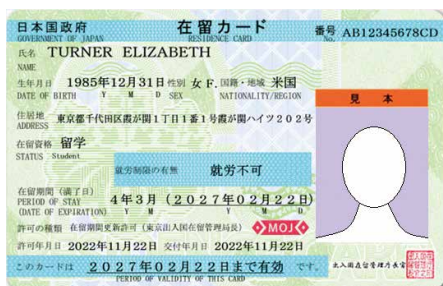 日本国政府 在留カード 番号 AB12345678CD
GOVERNMENT OF JAPAN RESIDENCE CARD No.
氏名 TURNER ELIZABETH
NAME
生年月日 1985年12月31日 性別 女 F. 国籍・地域 米国
DATE OF BIRTH Y M D SEX NATIONALITY/REGION
見本
住居地 東京都千代田区霞が関1丁目1番1号霞が関ハイツ202号
ADDRESS
在留資格 留学
STATUS Student
就労制限の有無 就労不可
在留期間(満了日) 4年3月(2027年02月22日)
PERIOD OF STAY
(DATE OF EXPIRATION) Y M Y M D
許可の種類 在留期間更新許可(東京出入国在留管理局長) MOJ
許可年月日 2022年11月22日 交付年月日 2022年11月22日
このカードは 2027年02月22日まで有効 です。 出入国在留管理庁長官
PERIOD OF VALIDITY OF THIS CARD